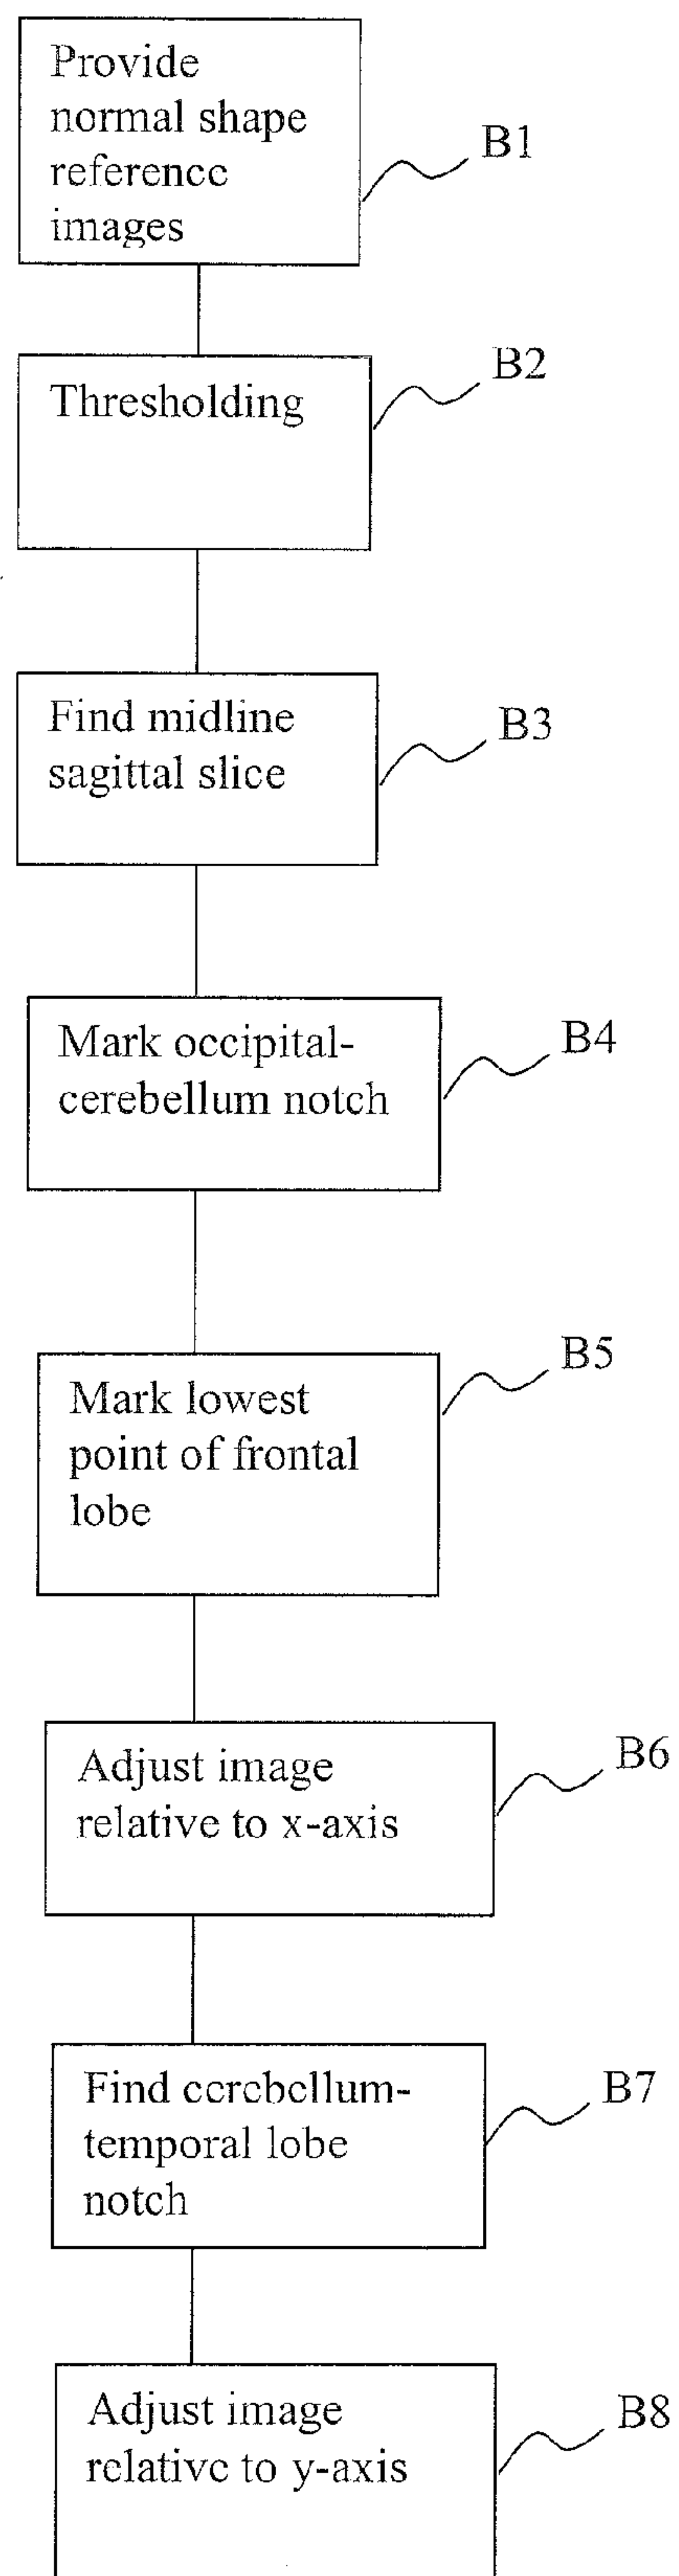 Provide
normal shape
reference
images
B1
Thresholding
B2
Find midline
sagittal slice
B3
Mark occipital-
cerebellum notch
B4
Mark lowest
point of frontal
lobe
B5
Adjust image
relative to x-axis
B6
Find cerebellum-
temporal lobe
notch
B7
Adjust image
relative to y-axis
B8